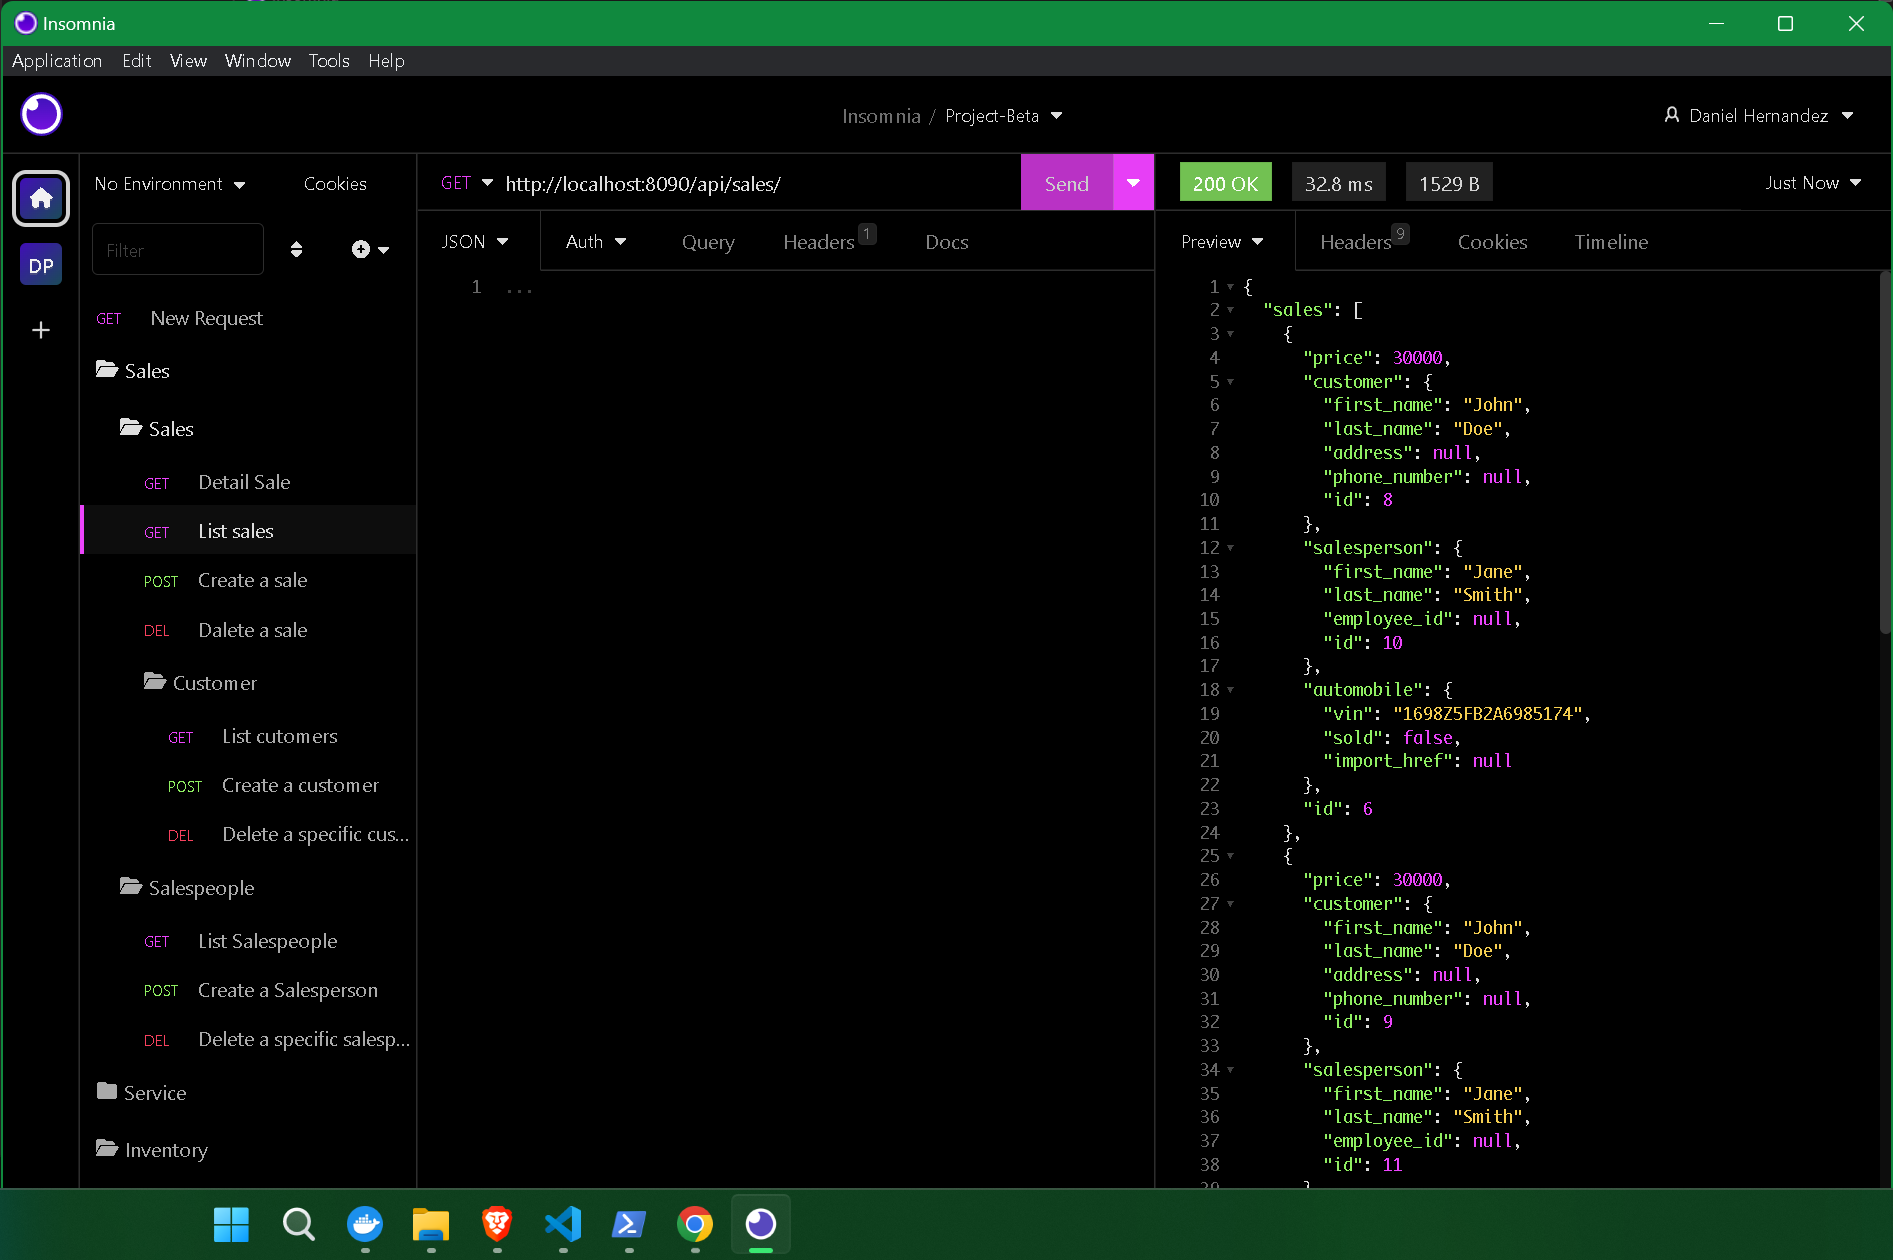 Insomnia
Application Edit View Window Tools Help
Insomnia / Project-Beta
Daniel Hernandez
DP
No Environment Cookies
Filter
GET New Request
Sales
Sales
GET Detail Sale
GET List sales
POST Create a sale
DEL Dalete a sale
Customer
GET List cutomers
POST Create a customer
DEL Delete a specific cus...
Salespeople
GET List Salespeople
POST Create a Salesperson
DEL Delete a specific salesp...
Service
Inventory
GET http://localhost:8090/api/sales/ Send
JSON Auth Query Headers 1 Docs
1 ...
200 OK 32.8 ms 1529 B Just Now
Preview Headers 9 Cookies Timeline
1 {
2 "sales": [
3 {
4 "price": 30000,
5 "customer": {
6 "first_name": "John",
7 "last_name": "Doe",
8 "address": null,
9 "phone_number": null,
10 "id": 8
11 },
12 "salesperson": {
13 "first_name": "Jane",
14 "last_name": "Smith",
15 "employee_id": null,
16 "id": 10
17 },
18 "automobile": {
19 "vin": "1698Z5FB2A6985174",
20 "sold": false,
21 "import_href": null
22 },
23 "id": 6
24 },
25 {
26 "price": 30000,
27 "customer": {
28 "first_name": "John",
29 "last_name": "Doe",
30 "address": null,
31 "phone_number": null,
32 "id": 9
33 },
34 "salesperson": {
35 "first_name": "Jane",
36 "last_name": "Smith",
37 "employee_id": null,
38 "id": 11